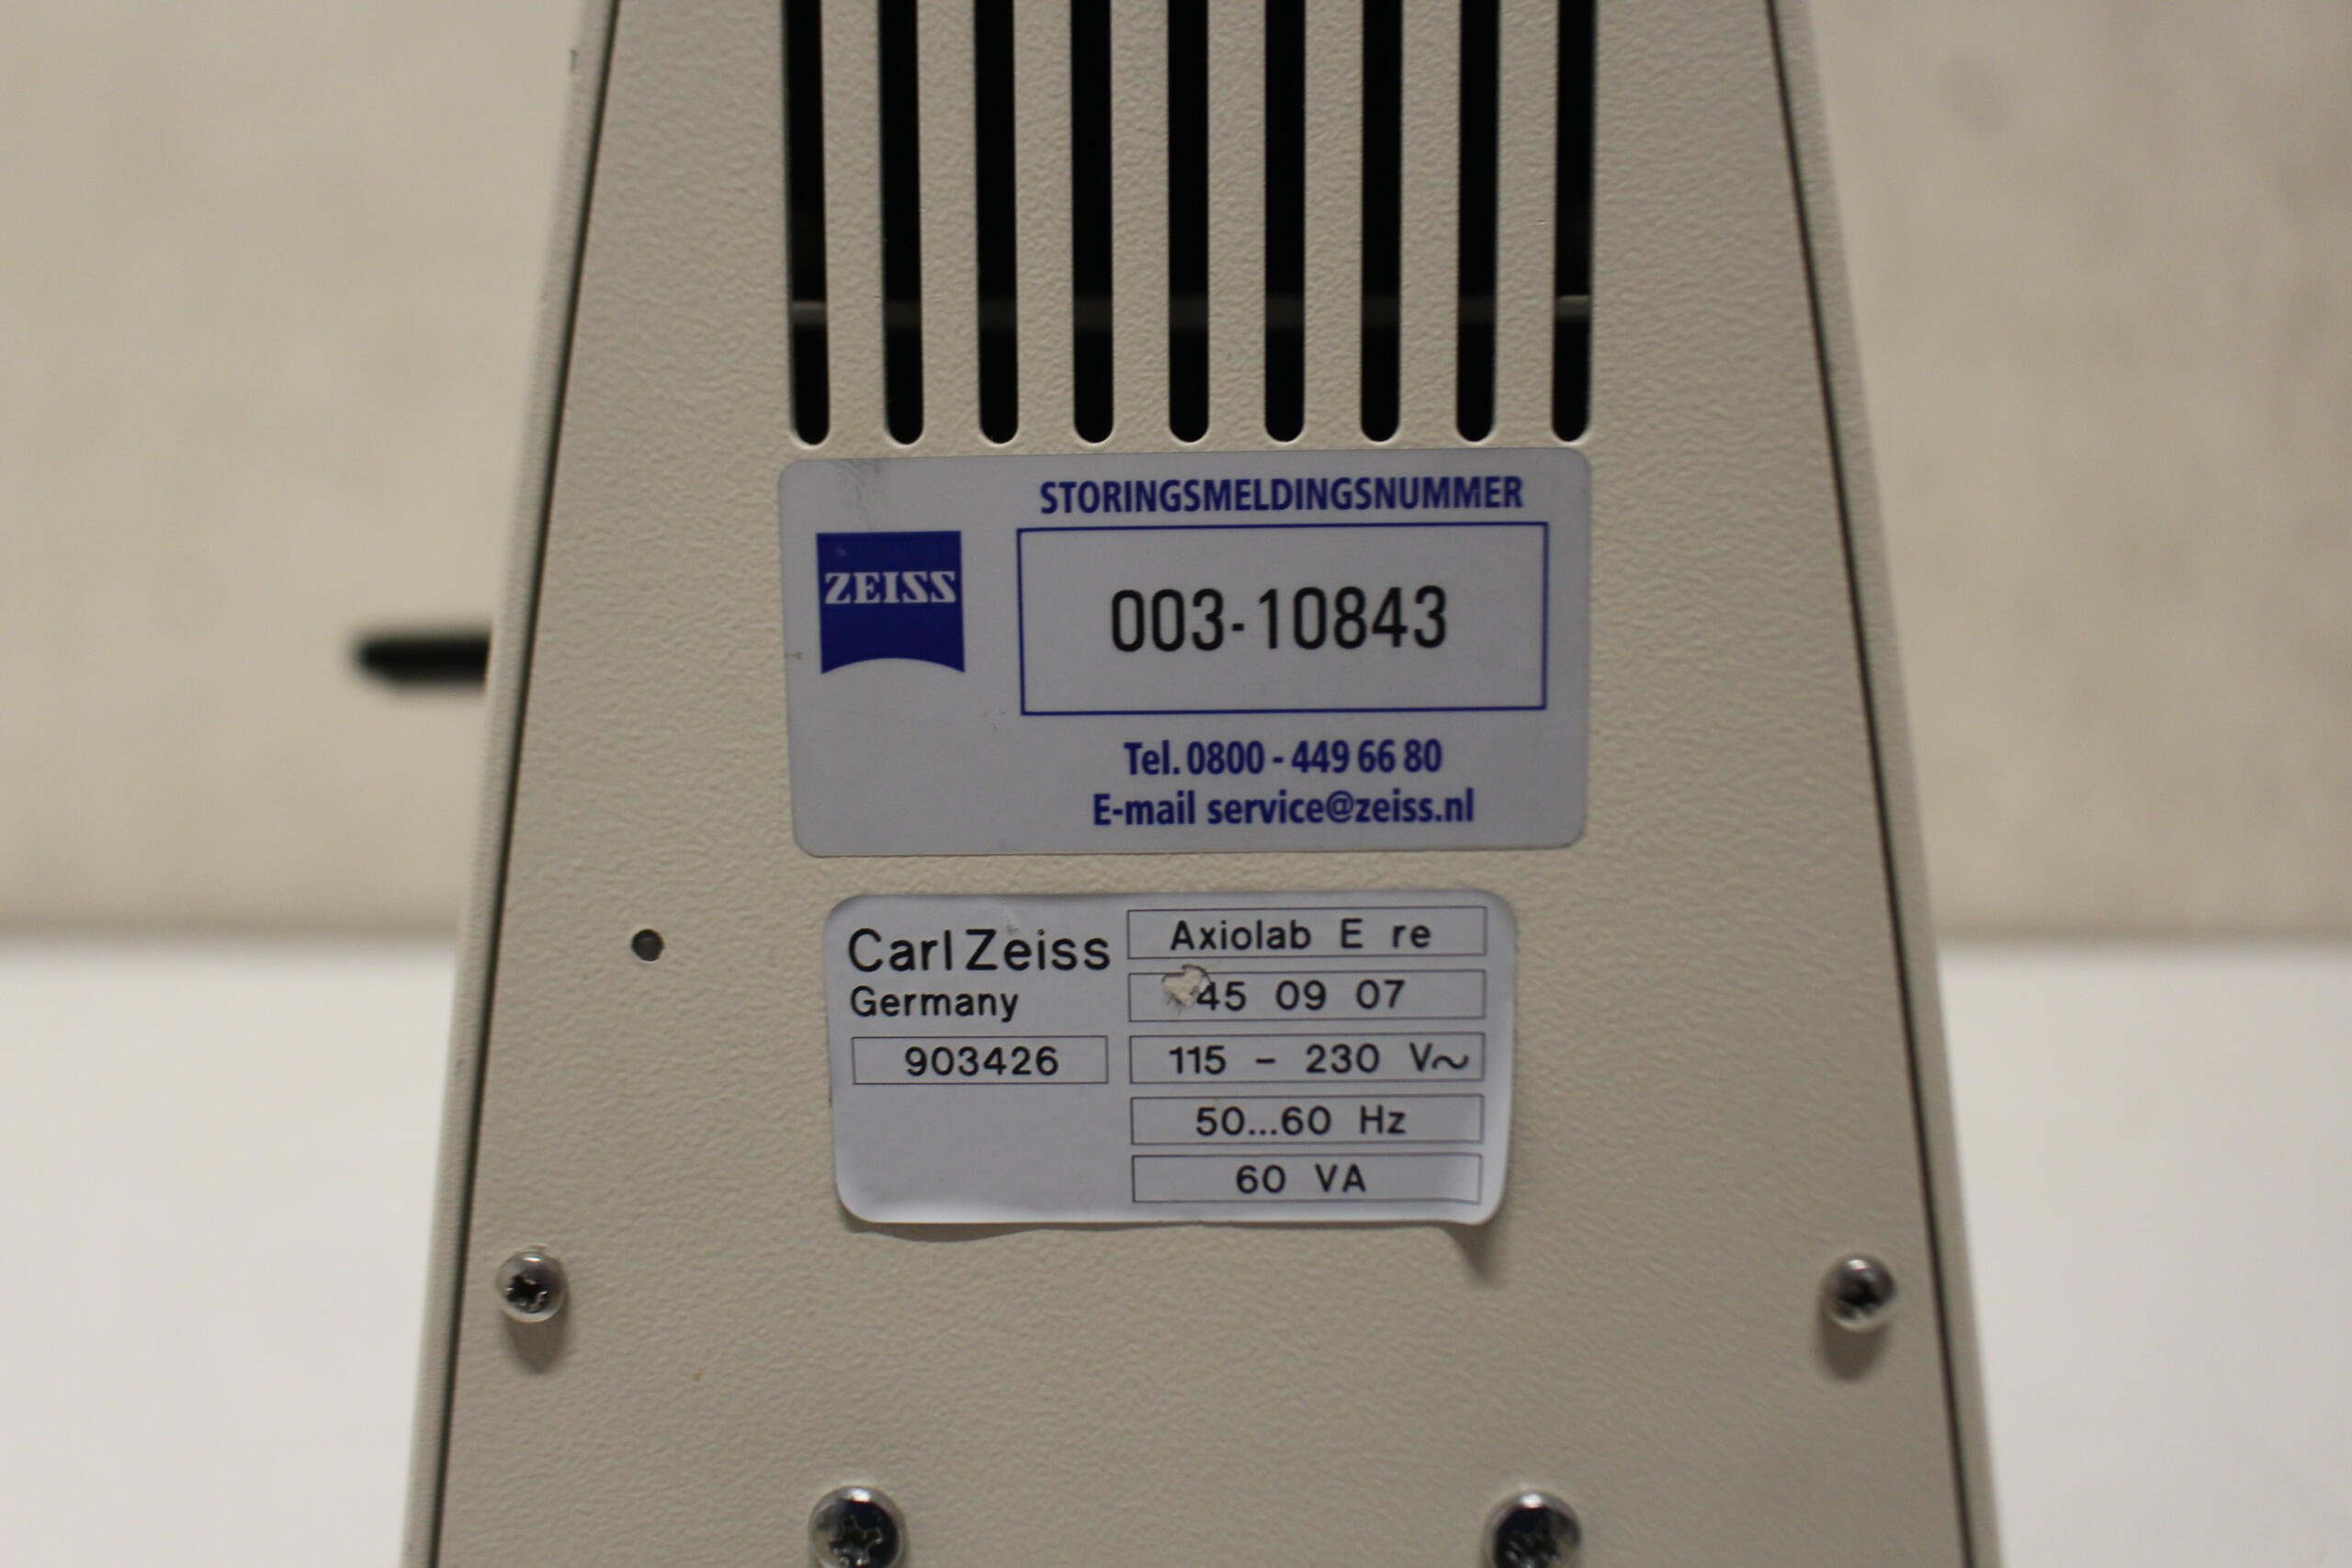 STORINGSMELDINGSNUMMER
ZEISS
003-10843
Tel. 0800 - 449 66 80
E-mail service@zeiss.nl
Carl Zeiss
Germany
903426
Axiolab E re
45 09 07
115 - 230 V~
50...60 Hz
60 VA